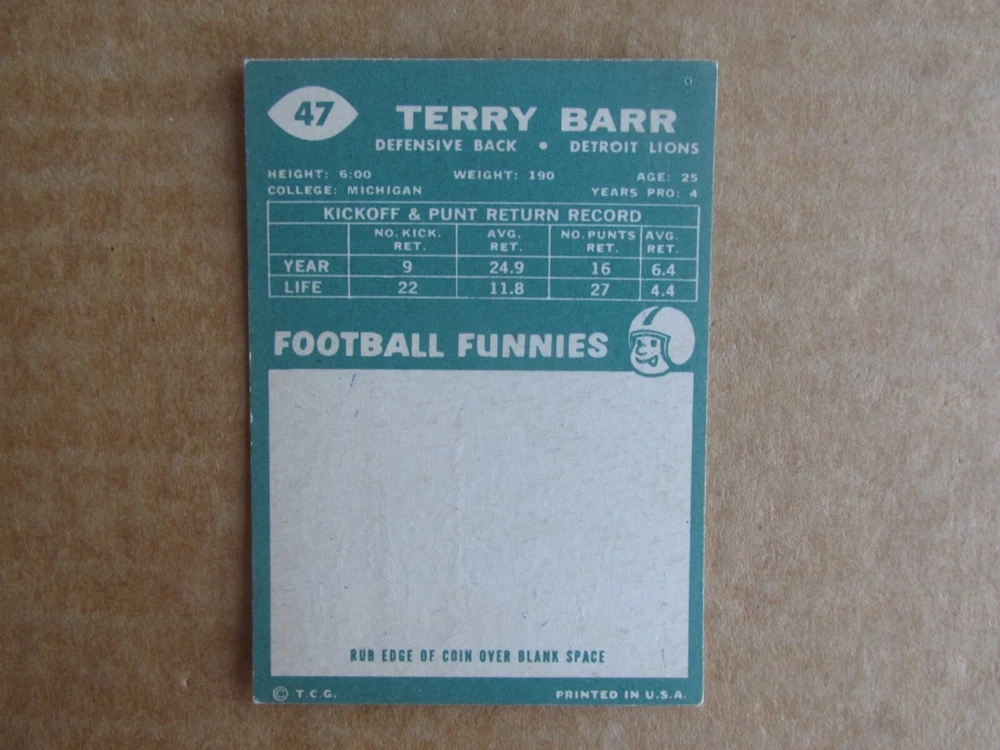 47
TERRY BARR
DEFENSIVE BACK • DETROIT LIONS
HEIGHT: 6:00 WEIGHT: 190 AGE: 25
COLLEGE: MICHIGAN YEARS PRO: 4
KICKOFF & PUNT RETURN RECORD
NO. KICK. RET. AVG. RET. NO. PUNTS RET. AVG. RET.
YEAR 9 24.9 16 6.4
LIFE 22 11.8 27 4.4
FOOTBALL FUNNIES
RUB EDGE OF COIN OVER BLANK SPACE
© T.C.G. PRINTED IN U.S.A.